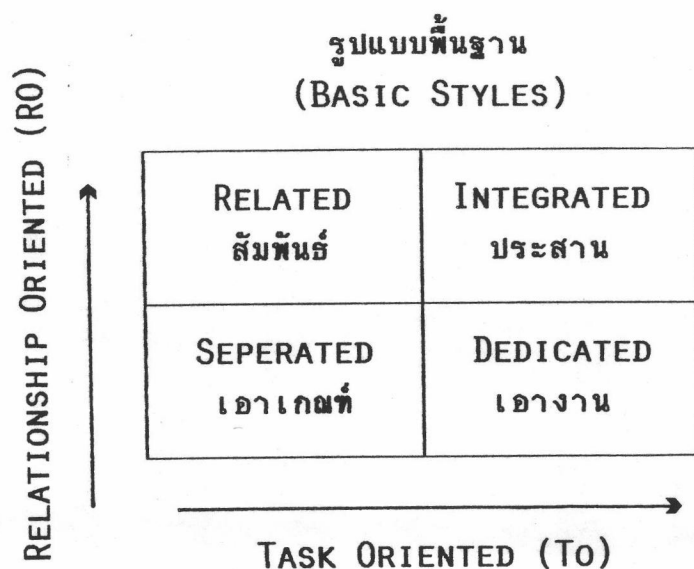 รูปแบบพื้นฐาน
(BASIC STYLES)
RELATIONSHIP ORIENTED (RO)
RELATED
สัมพันธ์
INTEGRATED
ประสาน
SEPERATED
เอาเกณฑ์
DEDICATED
เอางาน
TASK ORIENTED (TO)